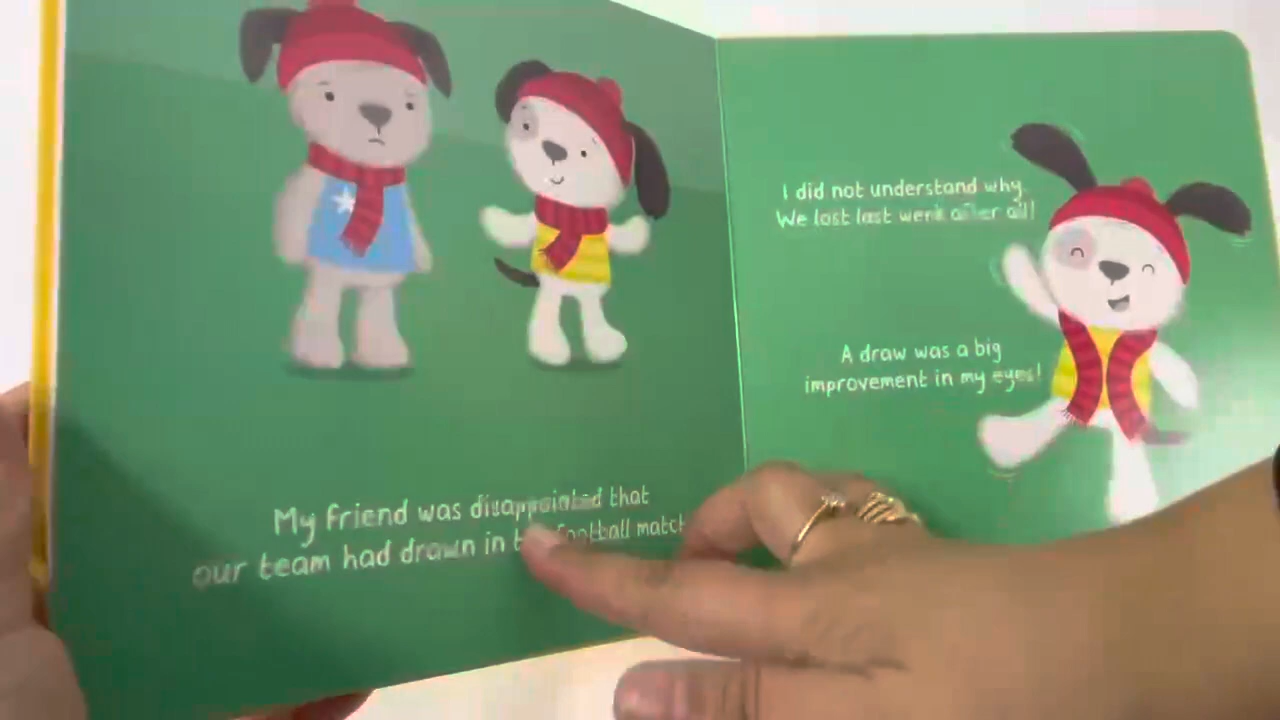 My friend was disappointed that
our team had drawn in the football match
I did not understand why.
We lost last week after all!
A draw was a big
improvement in my eyes!